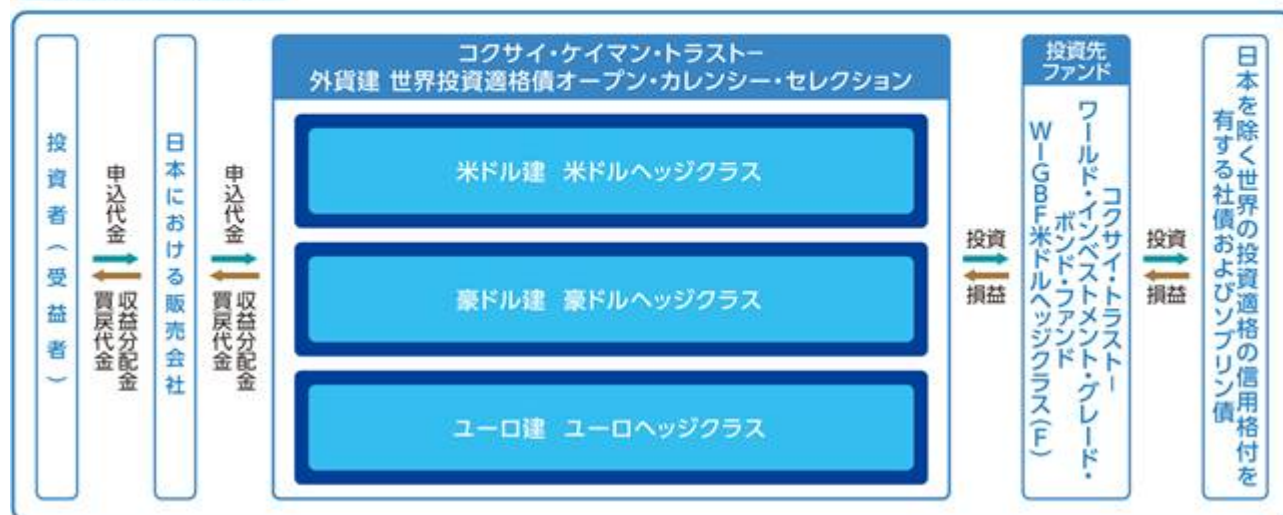 投資者（受益者）
申込代金
収益分配金
買戻代金
日本における販売会社
申込代金
収益分配金
買戻代金
コクサイ・ケイマン・トラスト－
外貨建 世界投資適格債オープン・カレンシー・セレクション
米ドル建 米ドルヘッジクラス
豪ドル建 豪ドルヘッジクラス
ユーロ建 ユーロヘッジクラス
投資
損益
投資先
ファンド
コクサイ・トラスト－
ワールド・インベストメント・グレード・
ボンド・ファンド
WIGBF米ドルヘッジクラス（F）
投資
損益
日本を除く世界の投資適格の信用格付を
有する社債およびソブリン債